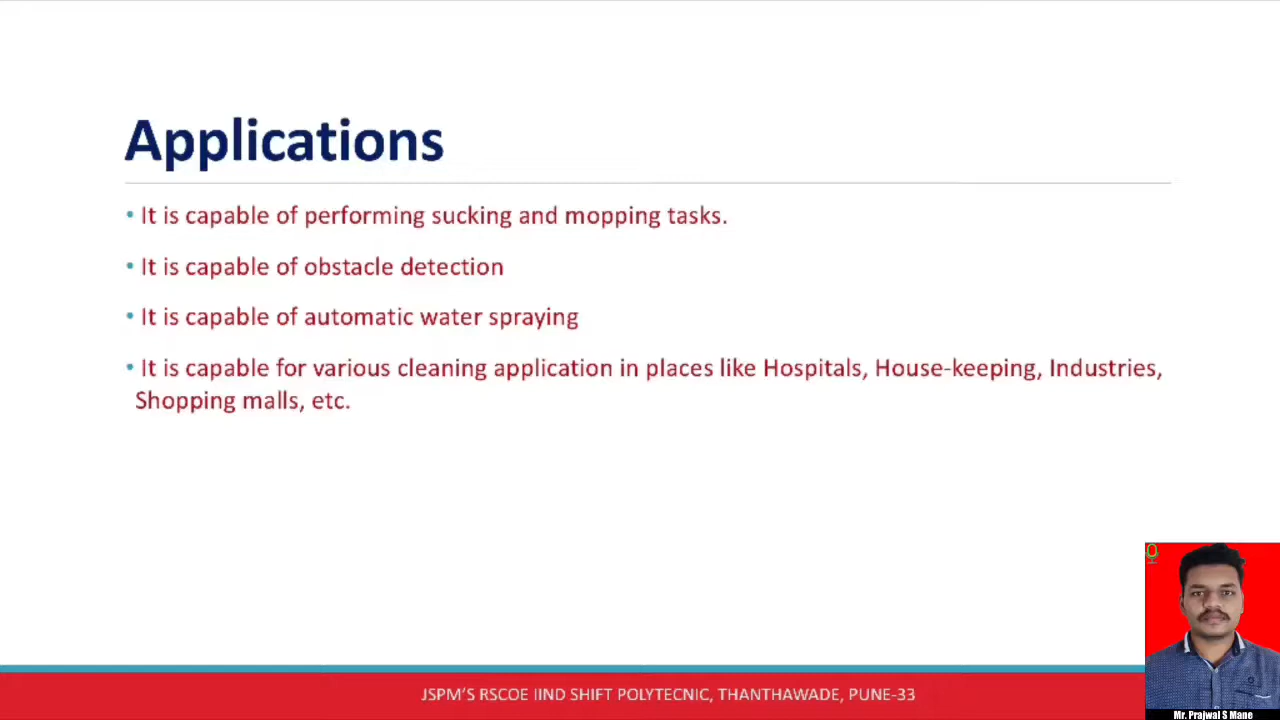 Applications
• It is capable of performing sucking and mopping tasks.
• It is capable of obstacle detection
• It is capable of automatic water spraying
• It is capable for various cleaning application in places like Hospitals, House-keeping, Industries,
Shopping malls, etc.
JSPM'S RSCOE IIND SHIFT POLYTECNIC, THANTHAWADE, PUNE-33
Mr. Prajwal S Mane